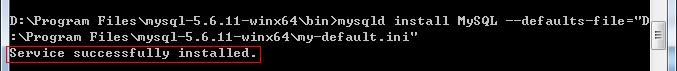 D:\Program Files\mysql-5.6.11-winx64\bin>mysqld install MySQL --defaults-file="D
:\Program Files\mysql-5.6.11-winx64\my-default.ini"
Service successfully installed.